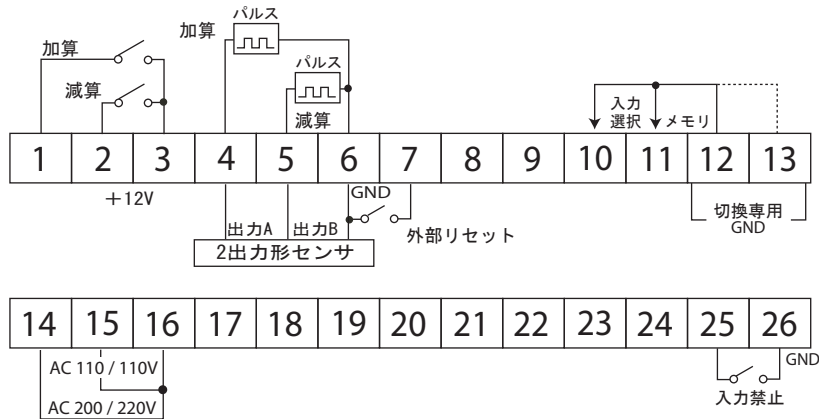 パルス
加算
加算
パルス
減算
減算
入力
選択
メモリ
1 2 3 4 5 6 7 8 9 10 11 12 13
+12V
GND
出力A 出力B
2出力形センサ
外部リセット
切換専用
GND
14 15 16 17 18 19 20 21 22 23 24 25 26
AC 110 / 110V
AC 200 / 220V
GND
入力禁止